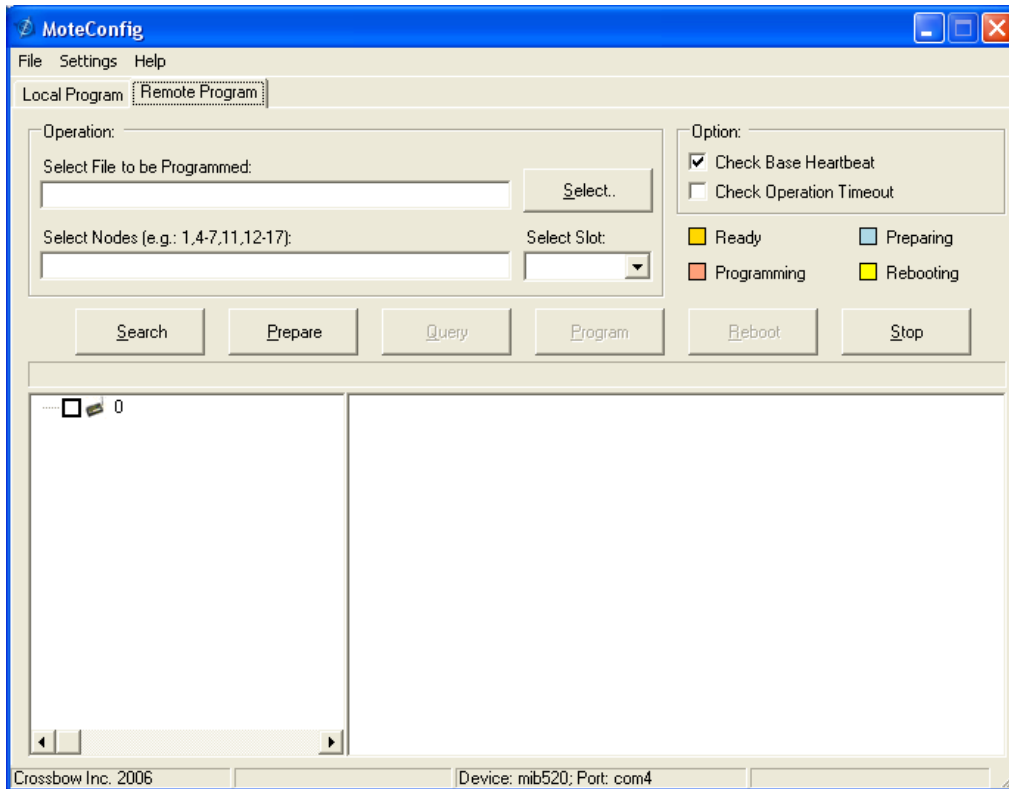 MoteConfig
File Settings Help
Local Program Remote Program
Operation:
Select File to be Programmed:
Select..
Select Nodes (e.g.: 1,4-7,11,12-17):
Select Slot:
Option:
Check Base Heartbeat
Check Operation Timeout
Ready Preparing
Programming Rebooting
Search Prepare Query Program Reboot Stop
0
Crossbow Inc. 2006 Device: mib520; Port: com4